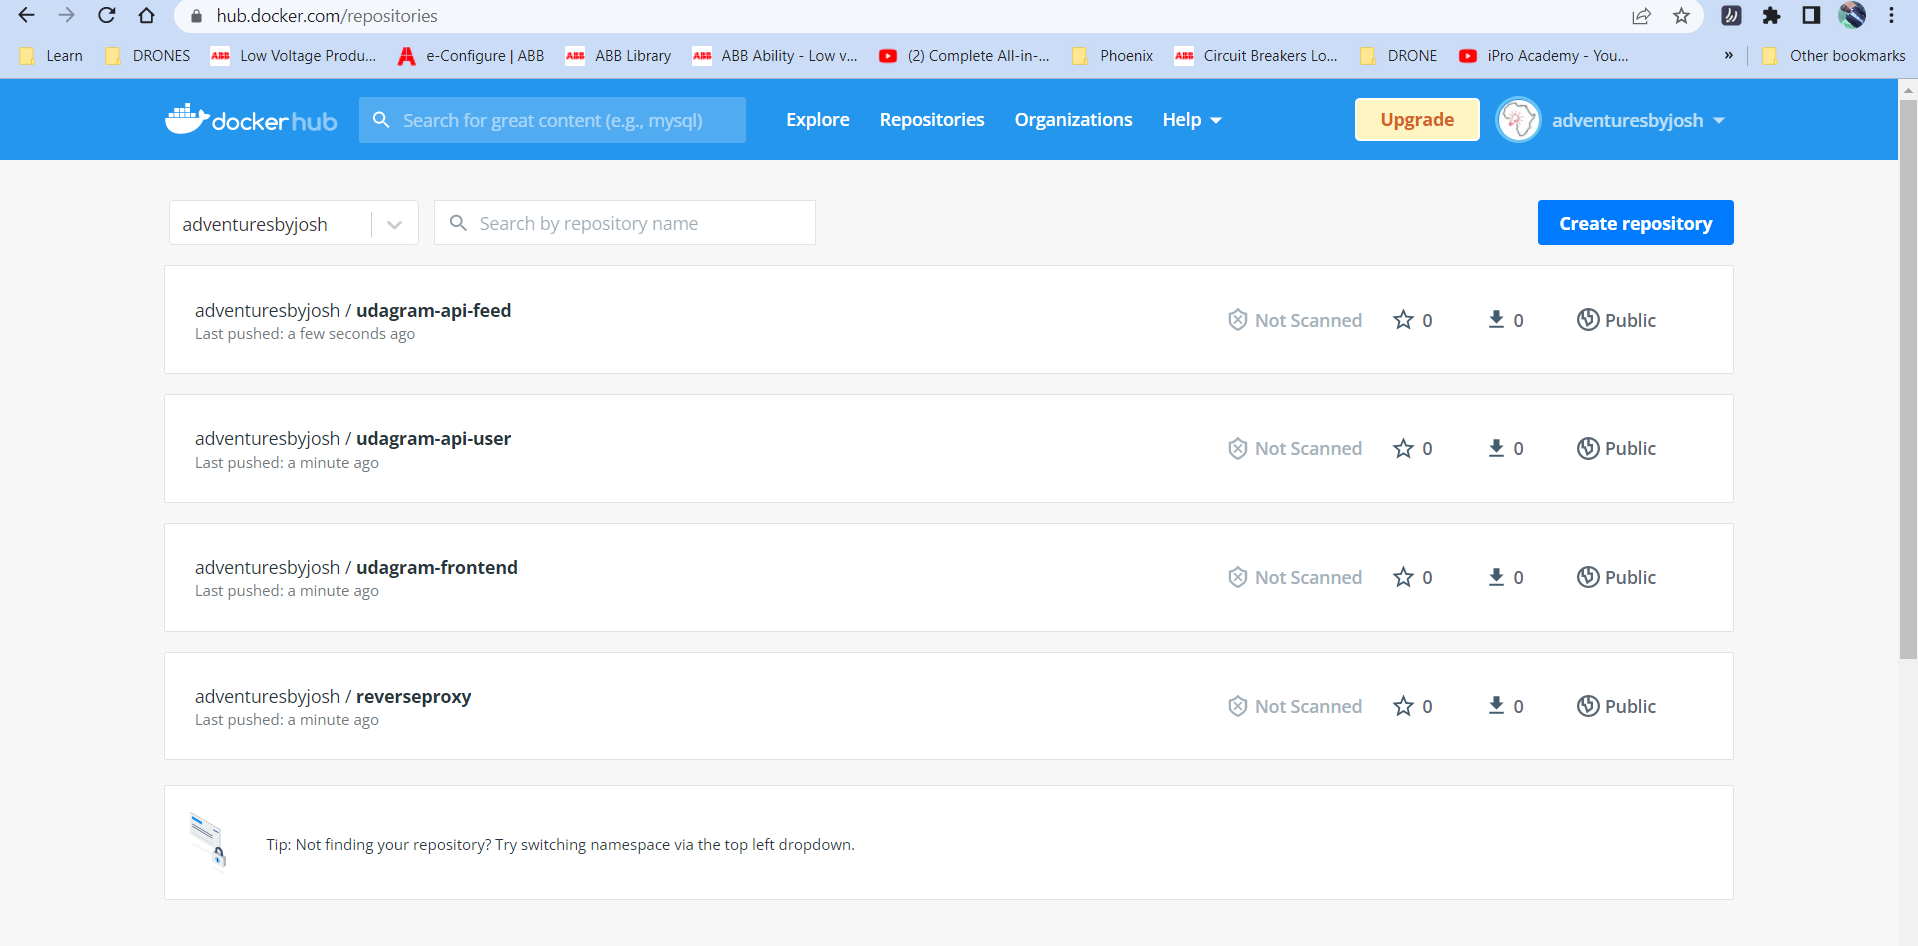 hub.docker.com/repositories
Learn DRONES ABB Low Voltage Produ... e-Configure | ABB ABB ABB Library ABB ABB Ability - Low v... (2) Complete All-in-... Phoenix ABB Circuit Breakers Lo... DRONE iPro Academy - You... » Other bookmarks
docker hub Search for great content (e.g., mysql) Explore Repositories Organizations Help Upgrade adventuresbyjosh
adventuresbyjosh Search by repository name Create repository
adventuresbyjosh / udagram-api-feed
Last pushed: a few seconds ago
Not Scanned 0 0 Public
adventuresbyjosh / udagram-api-user
Last pushed: a minute ago
Not Scanned 0 0 Public
adventuresbyjosh / udagram-frontend
Last pushed: a minute ago
Not Scanned 0 0 Public
adventuresbyjosh / reverseproxy
Last pushed: a minute ago
Not Scanned 0 0 Public
Tip: Not finding your repository? Try switching namespace via the top left dropdown.